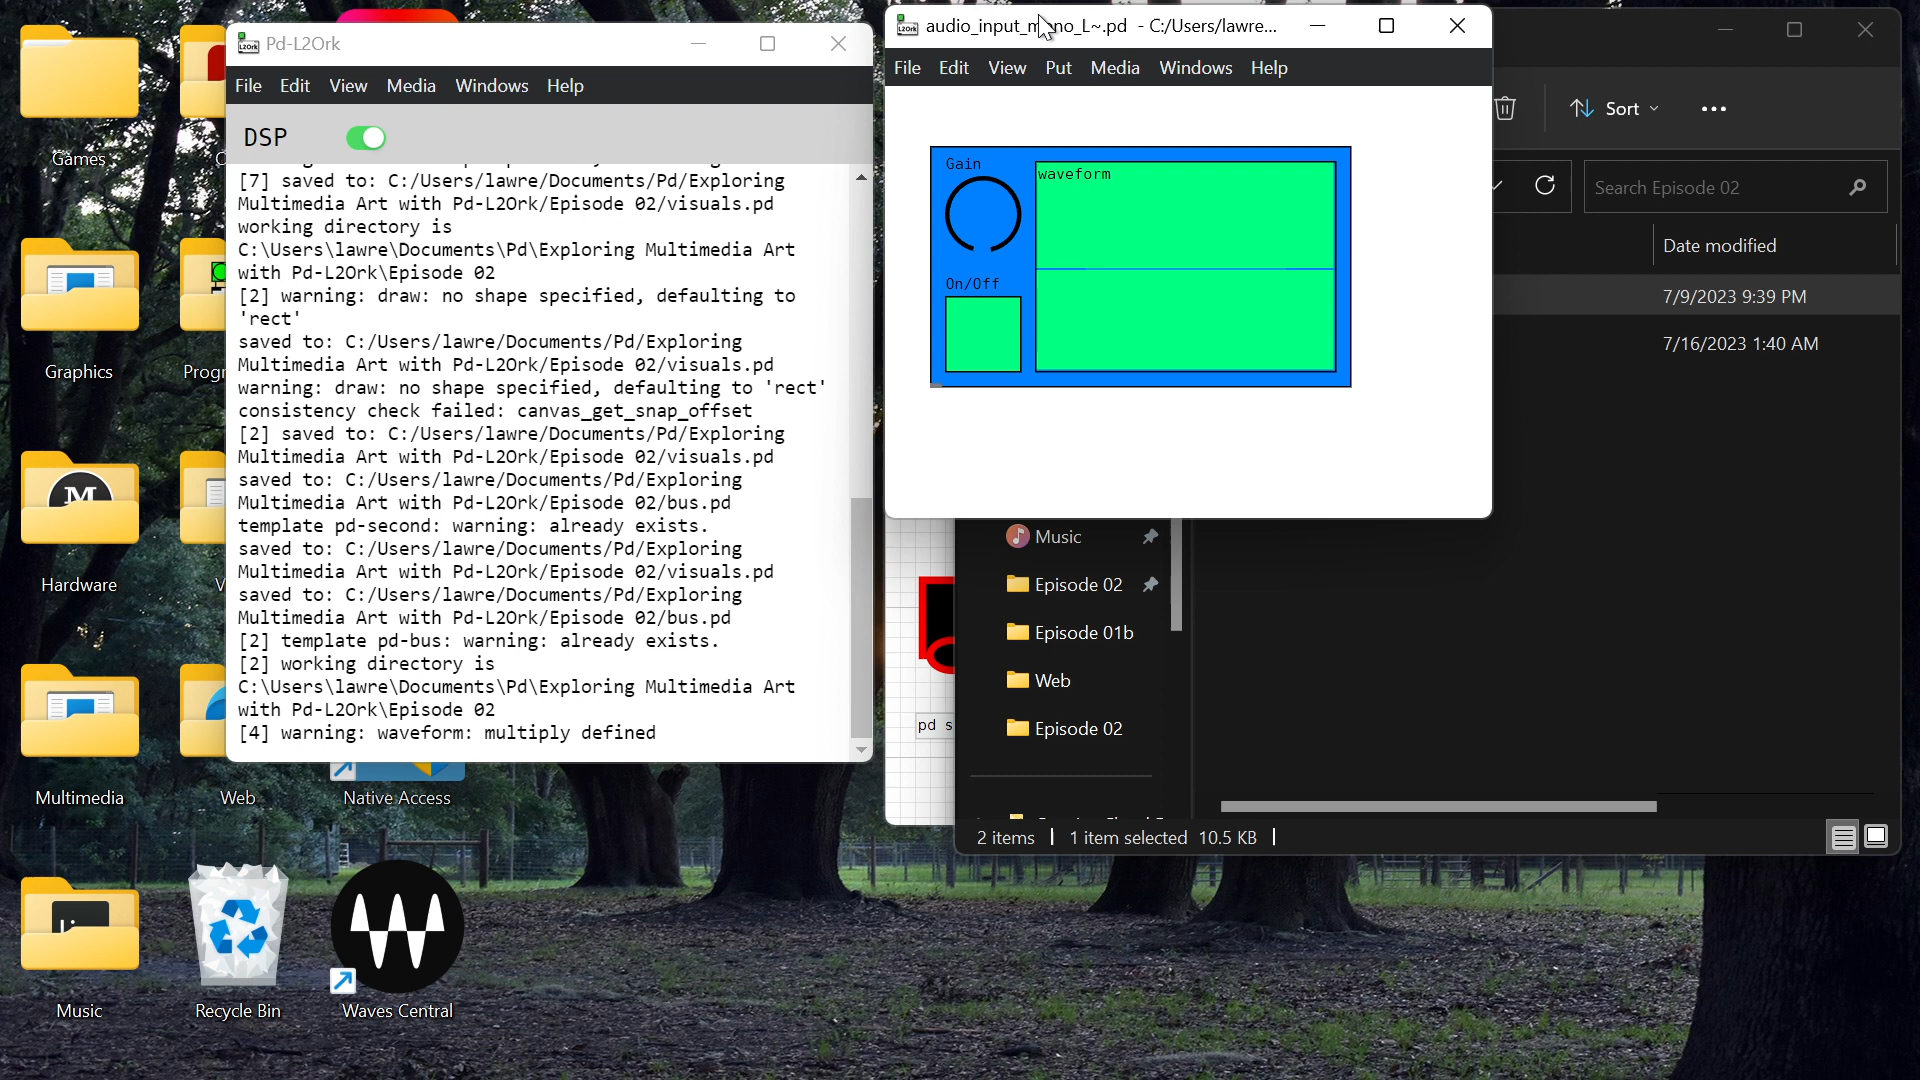 Games
Graphics
Progr
Hardware
Multimedia
Web
Native Access
Music
Recycle Bin
Waves Central
Pd-L2Ork
File Edit View Media Windows Help
DSP
[7] saved to: C:/Users/lawre/Documents/Pd/Exploring
Multimedia Art with Pd-L2Ork/Episode 02/visuals.pd
working directory is
C:\Users\lawre\Documents\Pd\Exploring Multimedia Art
with Pd-L2Ork\Episode 02
[2] warning: draw: no shape specified, defaulting to
'rect'
saved to: C:/Users/lawre/Documents/Pd/Exploring
Multimedia Art with Pd-L2Ork/Episode 02/visuals.pd
warning: draw: no shape specified, defaulting to 'rect'
consistency check failed: canvas_get_snap_offset
[2] saved to: C:/Users/lawre/Documents/Pd/Exploring
Multimedia Art with Pd-L2Ork/Episode 02/visuals.pd
saved to: C:/Users/lawre/Documents/Pd/Exploring
Multimedia Art with Pd-L2Ork/Episode 02/bus.pd
template pd-second: warning: already exists.
saved to: C:/Users/lawre/Documents/Pd/Exploring
Multimedia Art with Pd-L2Ork/Episode 02/visuals.pd
saved to: C:/Users/lawre/Documents/Pd/Exploring
Multimedia Art with Pd-L2Ork/Episode 02/bus.pd
[2] template pd-bus: warning: already exists.
[2] working directory is
C:\Users\lawre\Documents\Pd\Exploring Multimedia Art
with Pd-L2Ork\Episode 02
[4] warning: waveform: multiply defined
audio_input_mono_L~.pd - C:/Users/lawre...
File Edit View Put Media Windows Help
Gain
waveform
On/Off
pd s
Sort
Search Episode 02
Date modified
7/9/2023 9:39 PM
7/16/2023 1:40 AM
Music
Episode 02
Episode 01b
Web
Episode 02
2 items 1 item selected 10.5 KB